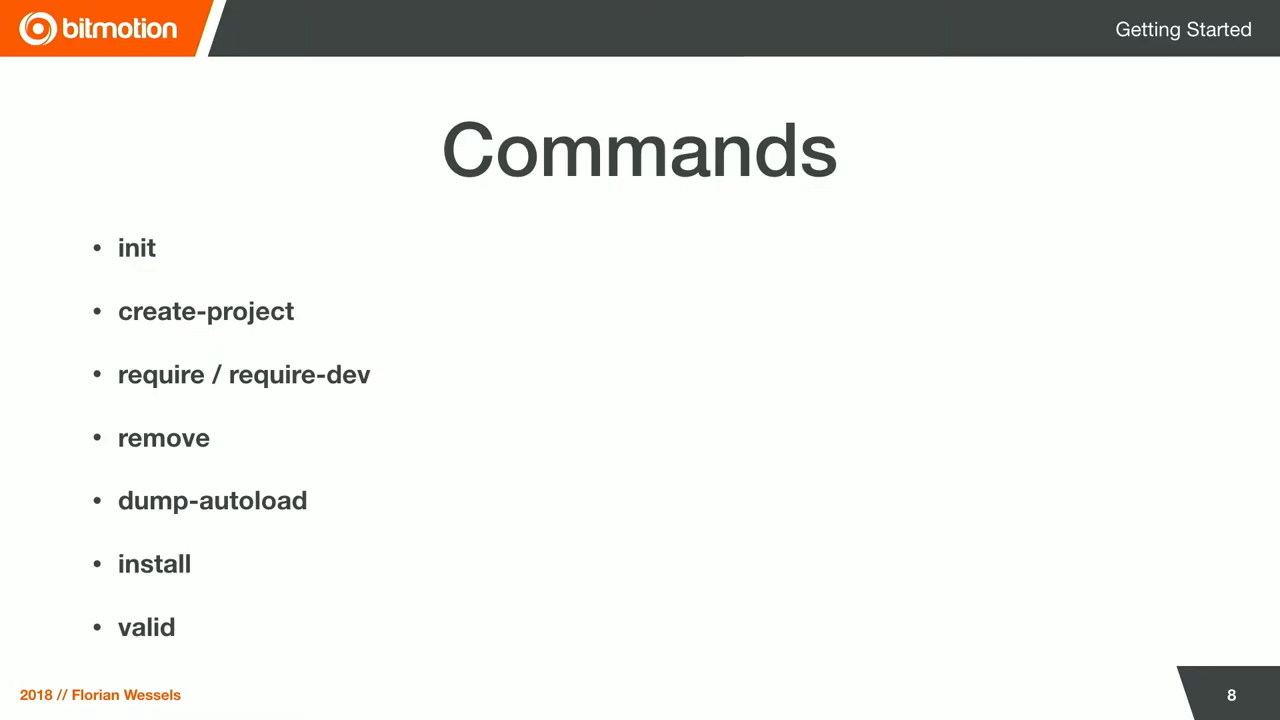 bitmotion
Getting Started
Commands
• init
• create-project
• require / require-dev
• remove
• dump-autoload
• install
• valid
2018 // Florian Wessels
8